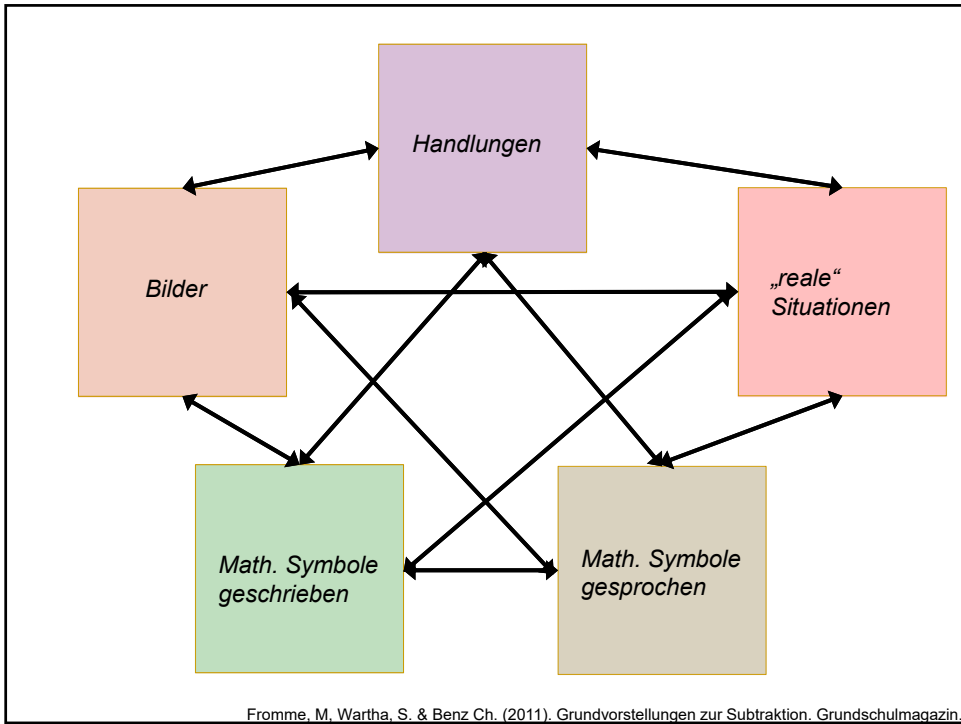 Handlungen
Bilder
„reale“
Situationen
Math. Symbole
geschrieben
Math. Symbole
gesprochen
Fromme, M, Wartha, S. & Benz Ch. (2011). Grundvorstellungen zur Subtraktion. Grundschulmagazin.